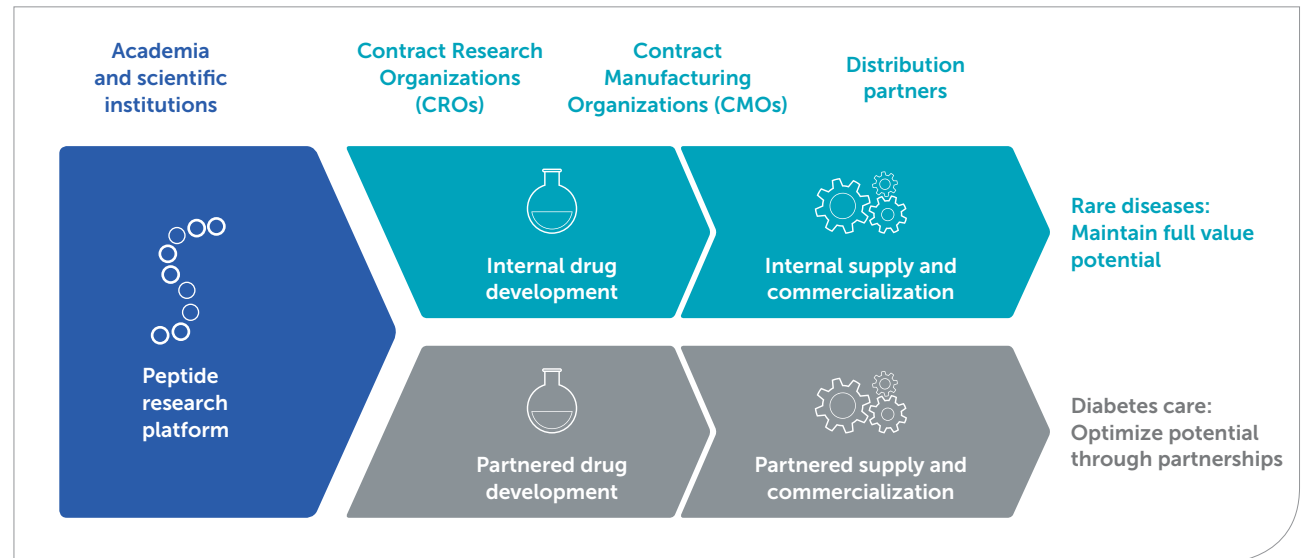 Academia
and scientific
institutions
Contract Research
Organizations
(CROs)
Contract
Manufacturing
Organizations (CMOs)
Distribution
partners
Peptide
research
platform
Internal drug
development
Internal supply and
commercialization
Rare diseases:
Maintain full value
potential
Partnered drug
development
Partnered supply and
commercialization
Diabetes care:
Optimize potential
through partnerships